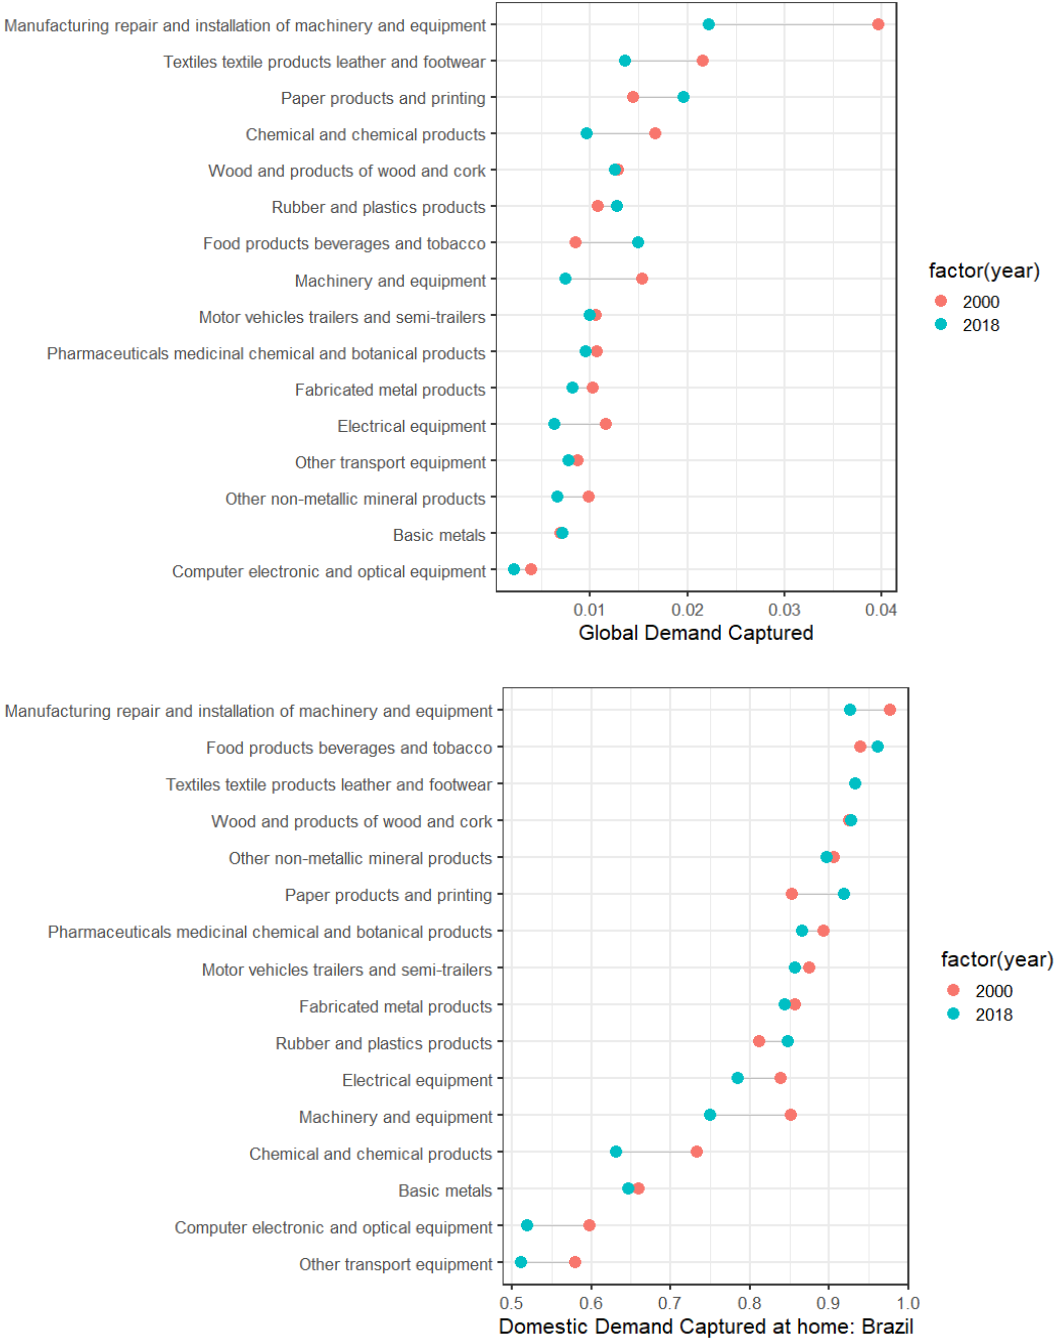 Manufacturing repair and installation of machinery and equipment
Textiles textile products leather and footwear
Paper products and printing
Chemical and chemical products
Wood and products of wood and cork
Rubber and plastics products
Food products beverages and tobacco
Machinery and equipment
Motor vehicles trailers and semi-trailers
Pharmaceuticals medicinal chemical and botanical products
Fabricated metal products
Electrical equipment
Other transport equipment
Other non-metallic mineral products
Basic metals
Computer electronic and optical equipment
0.01 0.02 0.03 0.04
Global Demand Captured
factor(year)
2000
2018
Manufacturing repair and installation of machinery and equipment
Food products beverages and tobacco
Textiles textile products leather and footwear
Wood and products of wood and cork
Other non-metallic mineral products
Paper products and printing
Pharmaceuticals medicinal chemical and botanical products
Motor vehicles trailers and semi-trailers
Fabricated metal products
Rubber and plastics products
Electrical equipment
Machinery and equipment
Chemical and chemical products
Basic metals
Computer electronic and optical equipment
Other transport equipment
0.5 0.6 0.7 0.8 0.9 1.0
Domestic Demand Captured at home: Brazil
factor(year)
2000
2018